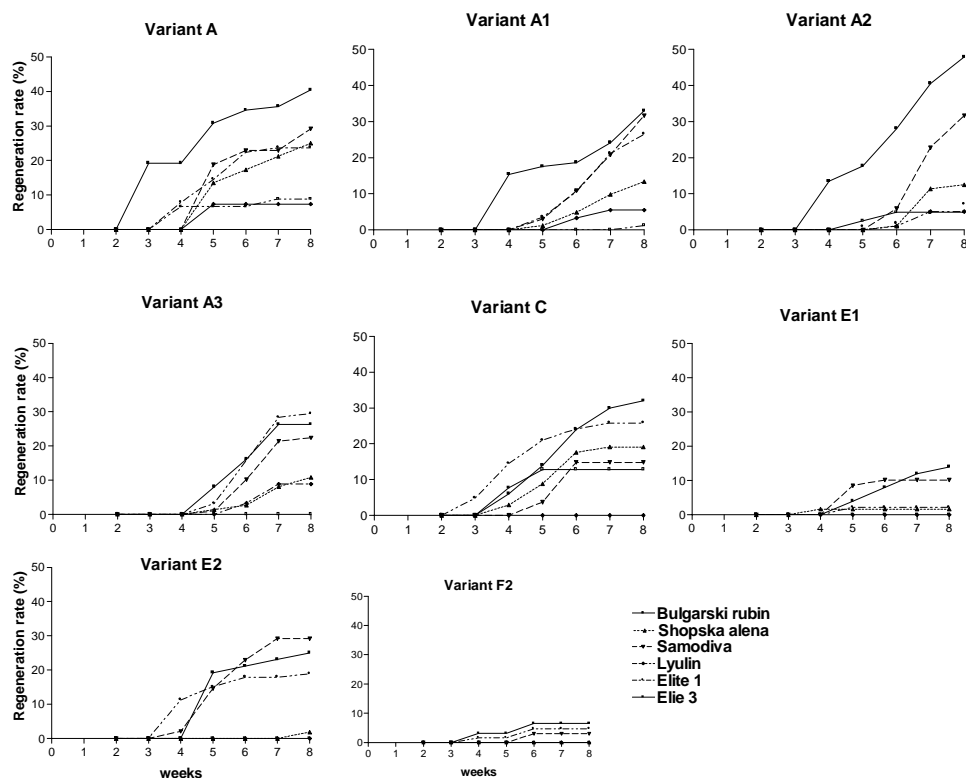 Variant A
Variant A1
Variant A2
Regeneration rate (%)
50
40
30
20
10
0
0 1 2 3 4 5 6 7 8
50
40
30
20
10
0
0 1 2 3 4 5 6 7 8
50
40
30
20
10
0
0 1 2 3 4 5 6 7 8
Variant A3
Variant C
Variant E1
Regeneration rate (%)
50
40
30
20
10
0
0 1 2 3 4 5 6 7 8
50
40
30
20
10
0
0 1 2 3 4 5 6 7 8
50
40
30
20
10
0
0 1 2 3 4 5 6 7 8
Variant E2
Variant F2
Regeneration rate (%)
50
40
30
20
10
0
0 1 2 3 4 5 6 7 8
weeks
50
40
30
20
10
0
0 1 2 3 4 5 6 7 8
weeks
Bulgarski rubin
Shopska alena
Samodiva
Lyulin
Elite 1
Elie 3